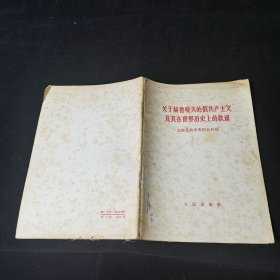 关于赫鲁晓夫的假共产主义
及其在世界历史上的教训
九评苏共中央的公开信
人民出版社